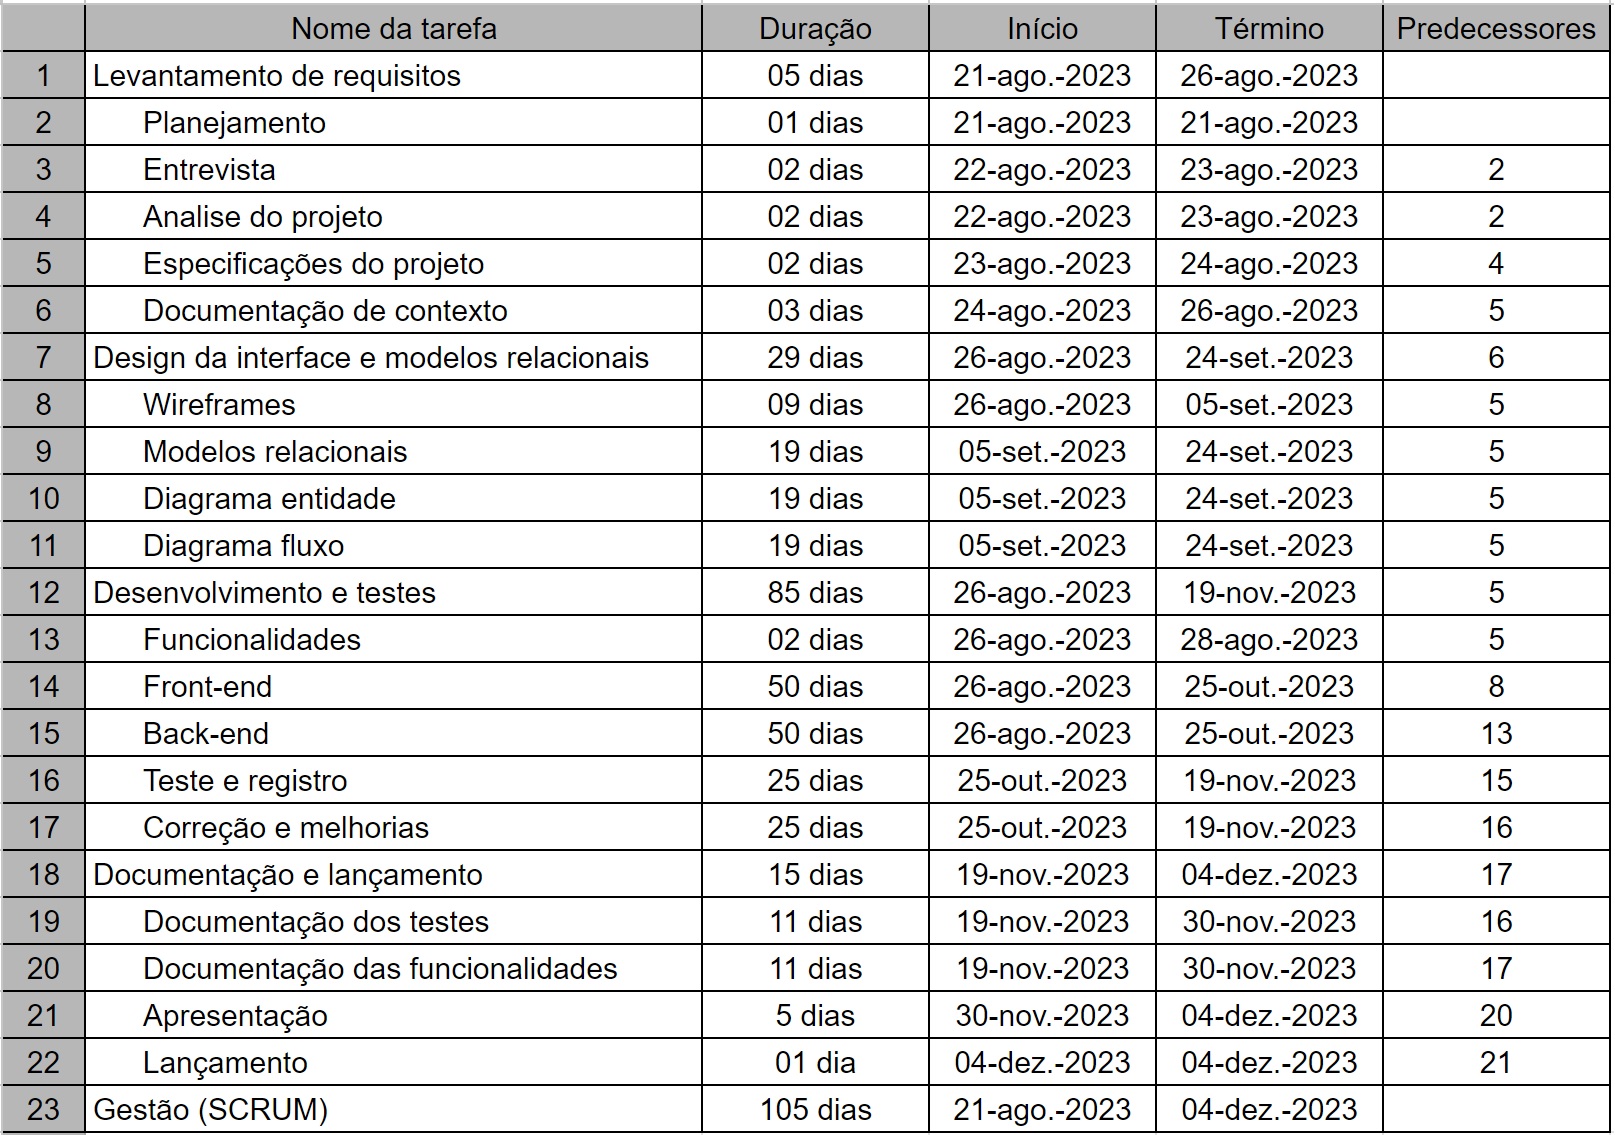 Nome da tarefa Duração Início Término Predecessores
1 Levantamento de requisitos 05 dias 21-ago.-2023 26-ago.-2023
2 Planejamento 01 dias 21-ago.-2023 21-ago.-2023
3 Entrevista 02 dias 22-ago.-2023 23-ago.-2023 2
4 Analise do projeto 02 dias 22-ago.-2023 23-ago.-2023 2
5 Especificações do projeto 02 dias 23-ago.-2023 24-ago.-2023 4
6 Documentação de contexto 03 dias 24-ago.-2023 26-ago.-2023 5
7 Design da interface e modelos relacionais 29 dias 26-ago.-2023 24-set.-2023 6
8 Wireframes 09 dias 26-ago.-2023 05-set.-2023 5
9 Modelos relacionais 19 dias 05-set.-2023 24-set.-2023 5
10 Diagrama entidade 19 dias 05-set.-2023 24-set.-2023 5
11 Diagrama fluxo 19 dias 05-set.-2023 24-set.-2023 5
12 Desenvolvimento e testes 85 dias 26-ago.-2023 19-nov.-2023 5
13 Funcionalidades 02 dias 26-ago.-2023 28-ago.-2023 5
14 Front-end 50 dias 26-ago.-2023 25-out.-2023 8
15 Back-end 50 dias 26-ago.-2023 25-out.-2023 13
16 Teste e registro 25 dias 25-out.-2023 19-nov.-2023 15
17 Correção e melhorias 25 dias 25-out.-2023 19-nov.-2023 16
18 Documentação e lançamento 15 dias 19-nov.-2023 04-dez.-2023 17
19 Documentação dos testes 11 dias 19-nov.-2023 30-nov.-2023 16
20 Documentação das funcionalidades 11 dias 19-nov.-2023 30-nov.-2023 17
21 Apresentação 5 dias 30-nov.-2023 04-dez.-2023 20
22 Lançamento 01 dia 04-dez.-2023 04-dez.-2023 21
23 Gestão (SCRUM) 105 dias 21-ago.-2023 04-dez.-2023